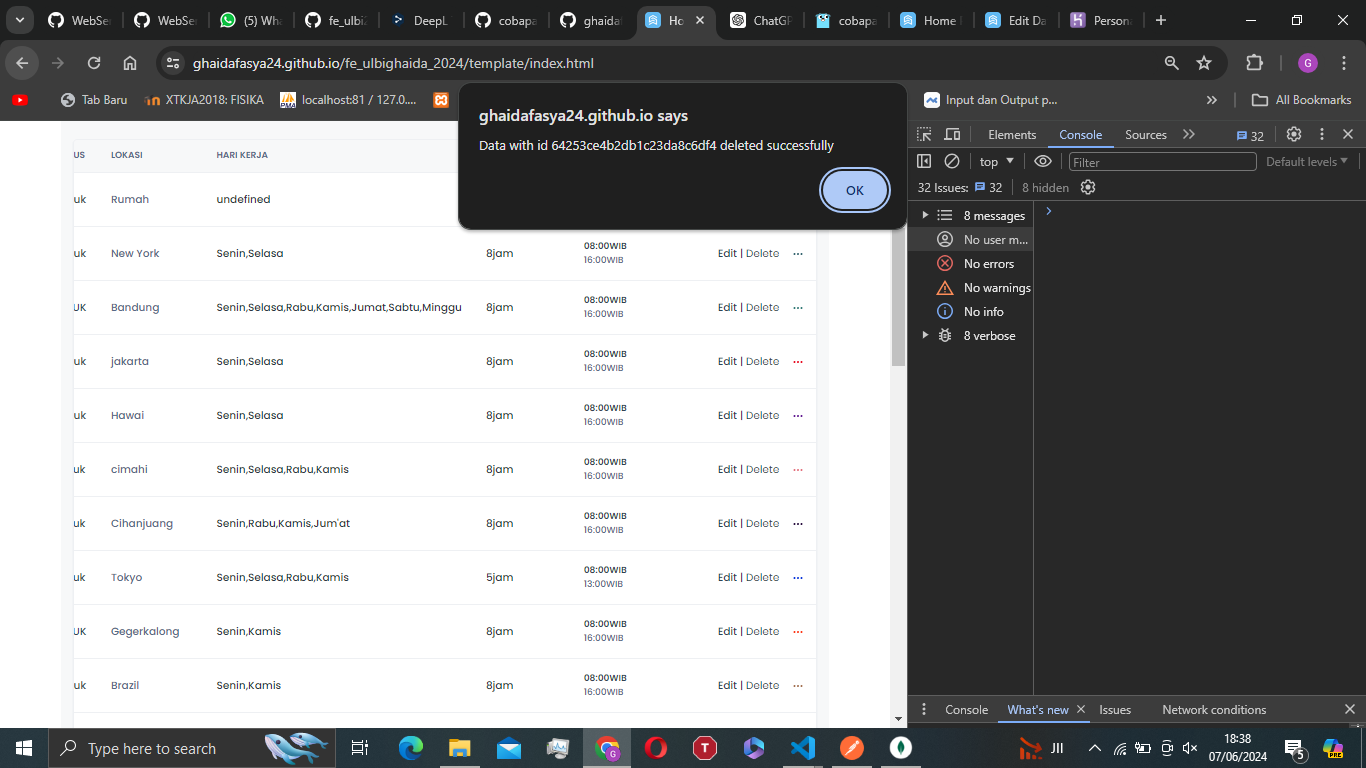 WebSe
WebSe
(5) Wha
fe_ulbi2
DeepL
cobapa
ghaidaf
Ho
ChatGP
cobapa
Home
Edit Da
Person
ghaidafasya24.github.io/fe_ulbighaida_2024/template/index.html
G
Tab Baru
XTKJA2018: FISIKA
localhost:81 / 127.0....
Input dan Output p...
All Bookmarks
ghaidafasya24.github.io says
Data with id 64253ce4b2db1c23da8c6df4 deleted successfully
OK
US LOKASI HARI KERJA
uk Rumah undefined
uk New York Senin,Selasa 8jam 08:00WIB 16:00WIB Edit | Delete ...
UK Bandung Senin,Selasa,Rabu,Kamis,Jumat,Sabtu,Minggu 8jam 08:00WIB 16:00WIB Edit | Delete ...
uk jakarta Senin,Selasa 8jam 08:00WIB 16:00WIB Edit | Delete ...
uk Hawai Senin,Selasa 8jam 08:00WIB 16:00WIB Edit | Delete ...
uk cimahi Senin,Selasa,Rabu,Kamis 8jam 08:00WIB 16:00WIB Edit | Delete ...
uk Cihanjuang Senin,Rabu,Kamis,Jum'at 8jam 08:00WIB 16:00WIB Edit | Delete ...
uk Tokyo Senin,Selasa,Rabu,Kamis 5jam 08:00WIB 13:00WIB Edit | Delete ...
UK Gegerkalong Senin,Kamis 8jam 08:00WIB 16:00WIB Edit | Delete ...
uk Brazil Senin,Kamis 8jam 08:00WIB 16:00WIB Edit | Delete ...
Elements Console Sources 32
top Filter Default levels
32 Issues: 32 8 hidden
8 messages
No user m...
No errors
No warnings
No info
8 verbose
Console What's new Issues Network conditions
Type here to search
JII
18:38
07/06/2024
5
PRE